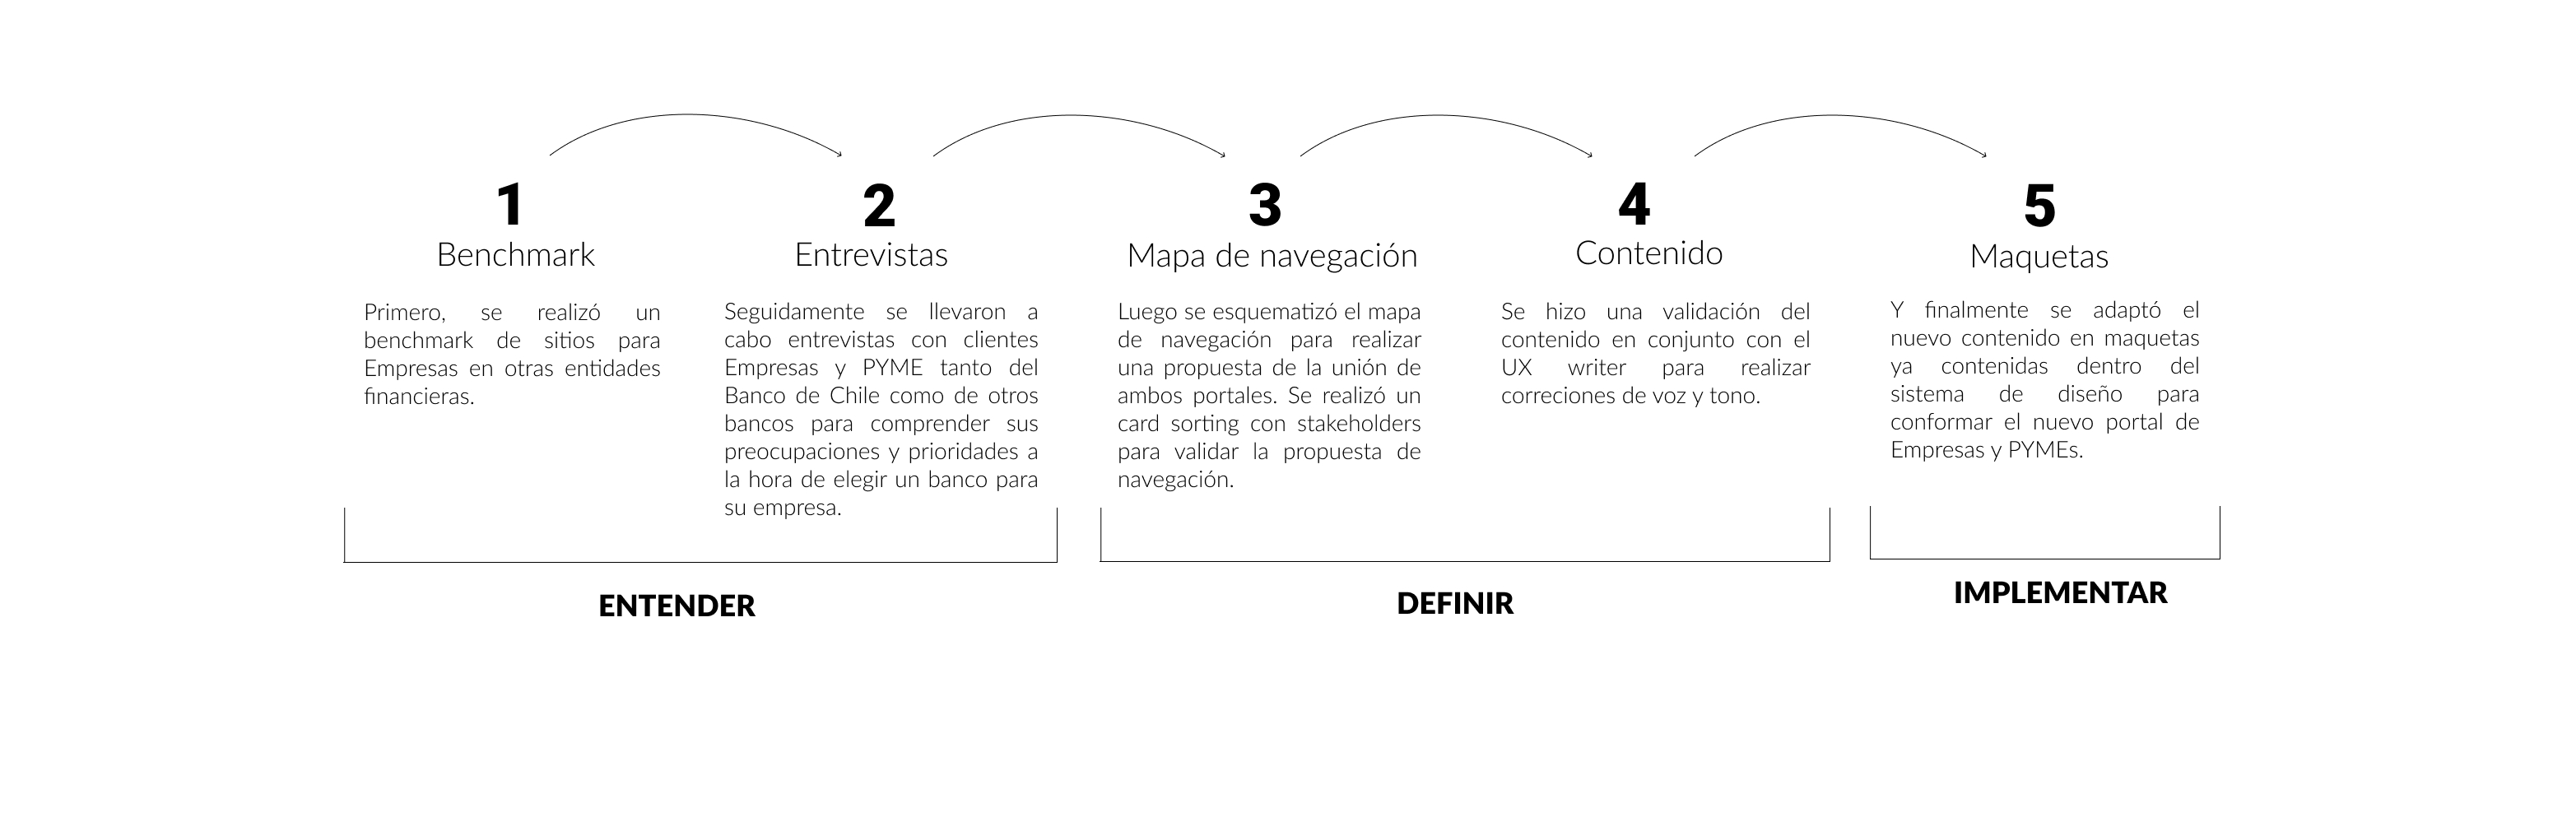 1
Benchmark
Primero, se realizó un
benchmark de sitios para
Empresas en otras entidades
financieras.
2
Entrevistas
Seguidamente se llevaron a
cabo entrevistas con clientes
Empresas y PYME tanto del
Banco de Chile como de otros
bancos para comprender sus
preocupaciones y prioridades a
la hora de elegir un banco para
su empresa.
3
Mapa de navegación
Luego se esquematizó el mapa
de navegación para realizar
una propuesta de la unión de
ambos portales. Se realizó un
card sorting con stakeholders
para validar la propuesta de
navegación.
4
Contenido
Se hizo una validación del
contenido en conjunto con el
UX writer para realizar
correciones de voz y tono.
5
Maquetas
Y finalmente se adaptó el
nuevo contenido en maquetas
ya contenidas dentro del
sistema de diseño para
conformar el nuevo portal de
Empresas y PYMEs.
ENTENDER
DEFINIR
IMPLEMENTAR